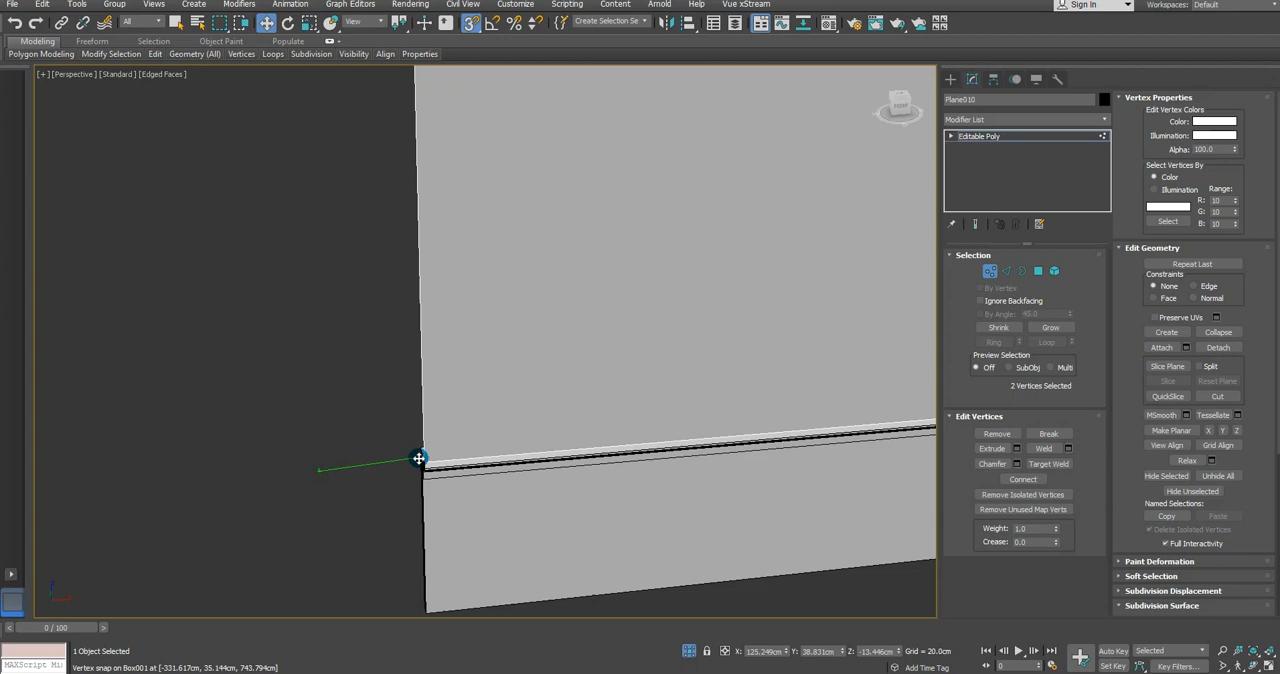 File Edit Tools Group Views Create Modifiers Animation Graph Editors Rendering Civil View Customize Scripting Content Arnold Help Vue xStream Sign In Workspaces: Default
All View Create Selection Se
Modeling Freeform Selection Object Paint Populate
Polygon Modeling Modify Selection Edit Geometry (All) Vertices Loops Subdivision Visibility Align Properties
[+] [Perspective] [Standard] [Edged Faces]
Plane010
Modifier List
Editable Poly
Selection
By Vertex
Ignore Backfacing
By Angle: 45.0
Shrink Grow
Ring Loop
Preview Selection
Off SubObj Multi
2 Vertices Selected
Edit Vertices
Remove Break
Extrude Weld
Chamfer Target Weld
Connect
Remove Isolated Vertices
Remove Unused Map Verts
Weight: 1.0
Crease: 0.0
Vertex Properties
Edit Vertex Colors
Color:
Illumination:
Alpha: 100.0
Select Vertices By
Color
Illumination Range:
R: 10
G: 10
B: 10
Select
Edit Geometry
Repeat Last
Constraints
None Edge
Face Normal
Preserve UVs
Create Collapse
Attach Detach
Slice Plane Split
Slice Reset Plane
QuickSlice Cut
MSmooth Tessellate
Make Planar X Y Z
View Align Grid Align
Relax
Hide Selected Unhide All
Hide Unselected
Named Selections:
Copy Paste
Delete Isolated Vertices
Full Interactivity
Paint Deformation
Soft Selection
Subdivision Displacement
Subdivision Surface
0 / 100
MAXScript Mi
1 Object Selected
Vertex snap on Box001 at [-331.617cm, 35.144cm, 743.794cm]
X: 125.249cm Y: 38.831cm Z: -13.446cm Grid = 20.0cm
Add Time Tag
0
Auto Key Selected
Set Key Key Filters...